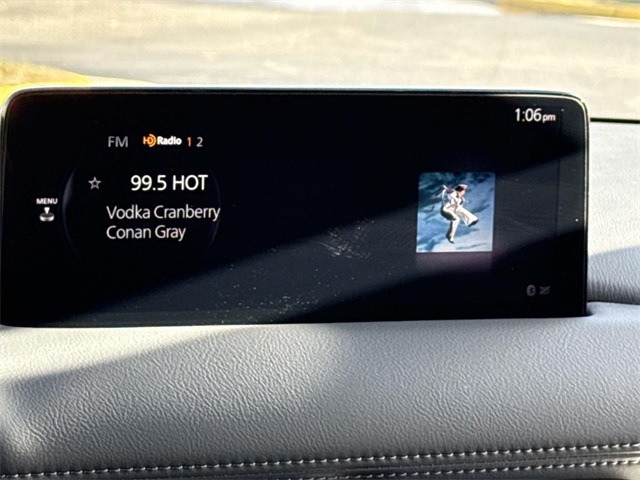 1:06pm
FM HD Radio 1 2
99.5 HOT
MENU
Vodka Cranberry
Conan Gray